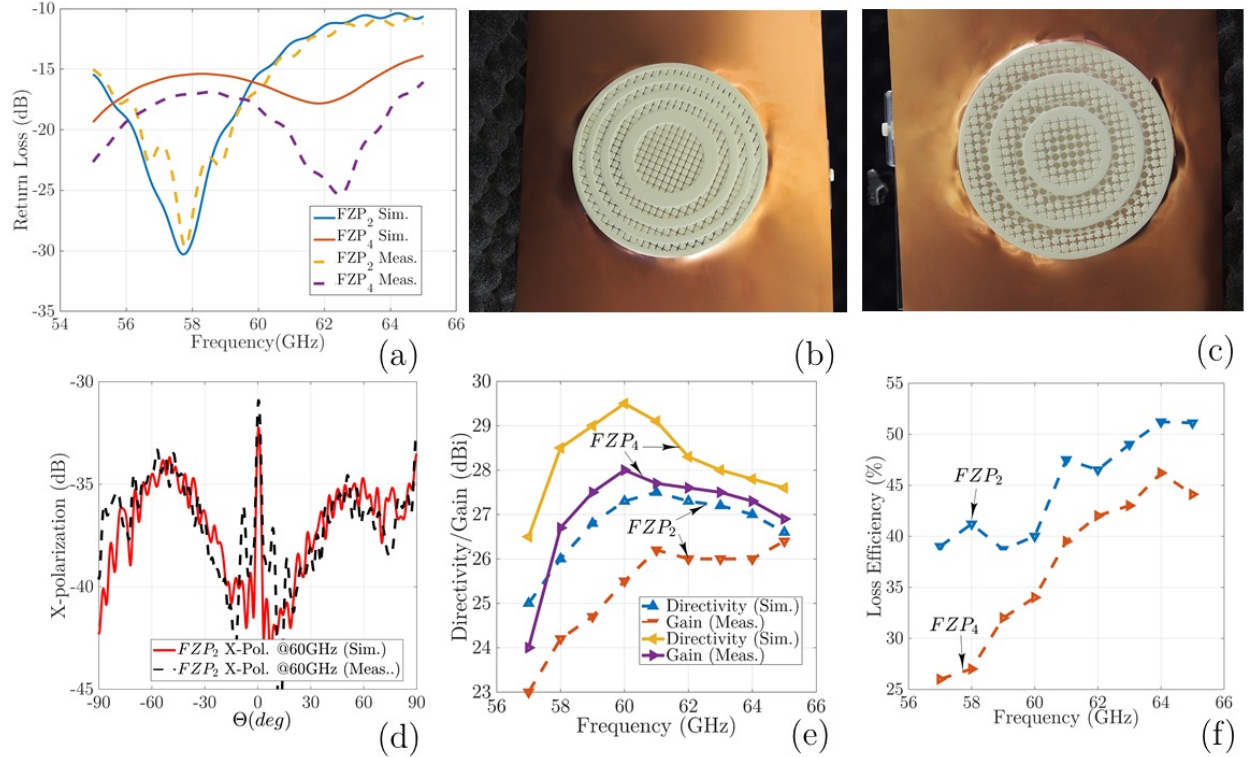 -10
-15
-20
-25
-30
-35
Return Loss (dB)
54 56 58 60 62 64 66
Frequency(GHz)
FZP2 Sim.
FZP4 Sim.
FZP2 Meas.
FZP4 Meas.
(a)
(b)
(c)
-30
-35
-40
-45
X-polarization (dB)
-90 -60 -30 0 30 60 90
Θ(deg)
FZP2 X-Pol. @60GHz (Sim.)
FZP2 X-Pol. @60GHz (Meas..)
(d)
30
29
28
27
26
25
24
23
Directivity/Gain (dBi)
56 58 60 62 64 66
Frequency (GHz)
FZP4
FZP2
Directivity (Sim.)
Gain (Meas.)
Directivity (Sim.)
Gain (Meas.)
(e)
55
50
45
40
35
30
25
Loss Efficiency (%)
56 58 60 62 64 66
Frequency (GHz)
FZP2
FZP4
(f)